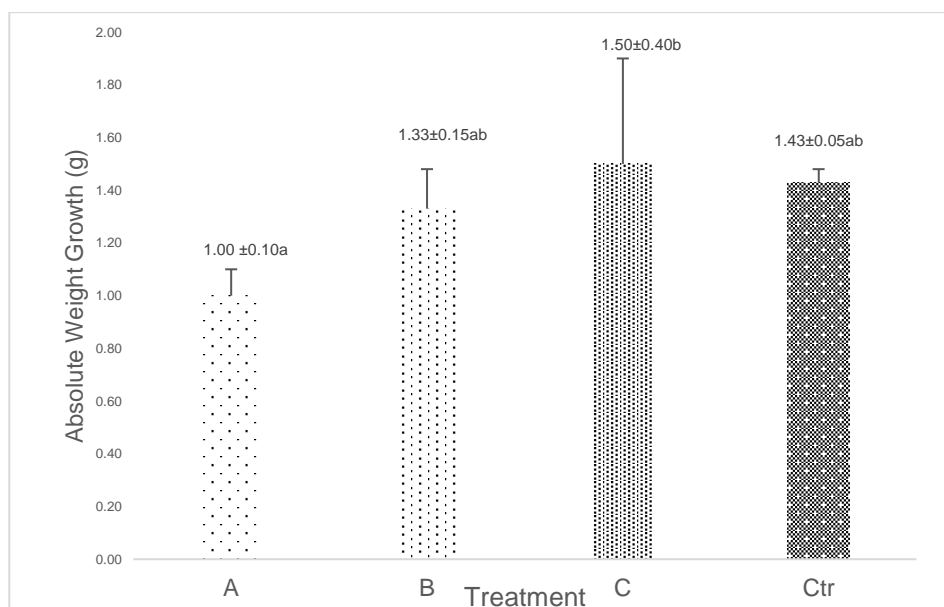 2.00
1.80
1.60
1.40
1.20
1.00
0.80
0.60
0.40
0.20
0.00
Absolute Weight Growth (g)
1.00 ±0.10a
1.33±0.15ab
1.50±0.40b
1.43±0.05ab
A
B
C
Ctr
Treatment